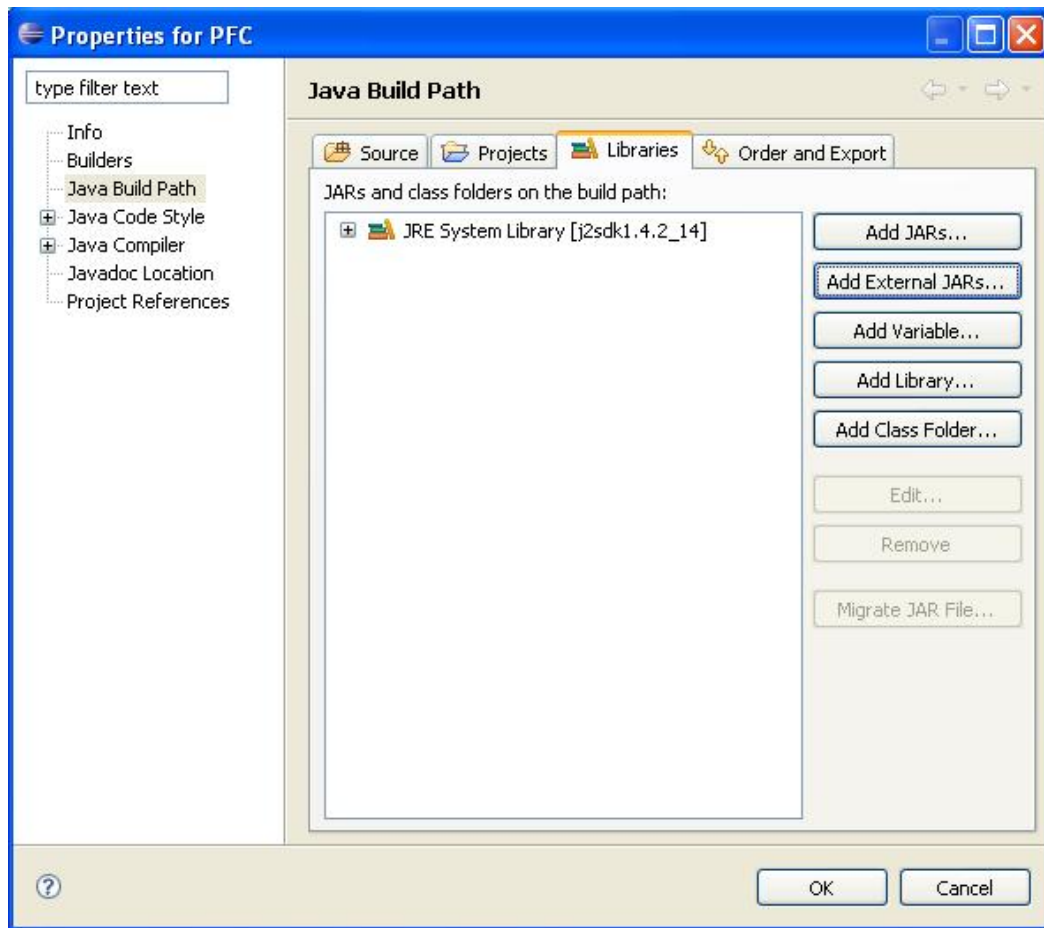 Properties for PFC
type filter text
Info
Builders
Java Build Path
Java Code Style
Java Compiler
Javadoc Location
Project References
Java Build Path
Source Projects Libraries Order and Export
JARs and class folders on the build path:
JRE System Library [j2sdk1.4.2_14]
Add JARs...
Add External JARs...
Add Variable...
Add Library...
Add Class Folder...
Edit...
Remove
Migrate JAR File...
OK Cancel